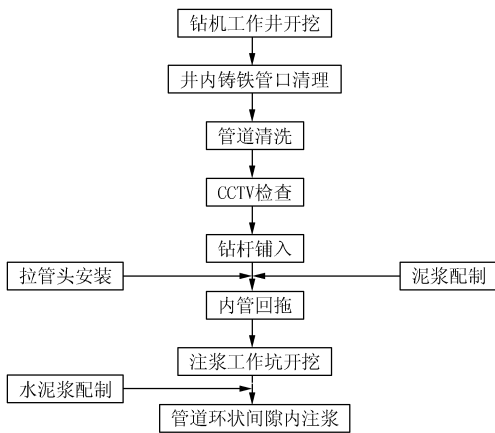 钻机工作井开挖
井内铸铁管口清理
管道清洗
CCTV检查
钻杆铺入
拉管头安装
泥浆配制
内管回拖
注浆工作坑开挖
水泥浆配制
管道环状间隙内注浆